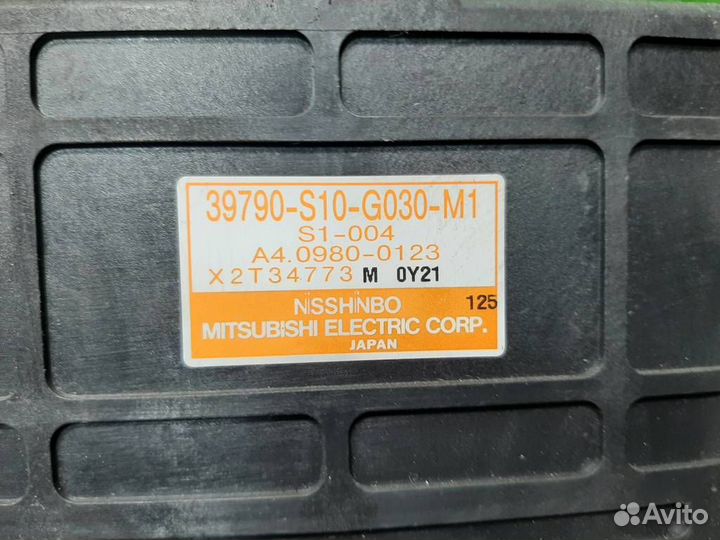 39790-S10-G030-M1
S1-004
A4.0980-0123
X2T34773 M 0Y21
NISSHINBO 125
MITSUBISHI ELECTRIC CORP.
JAPAN
Avito